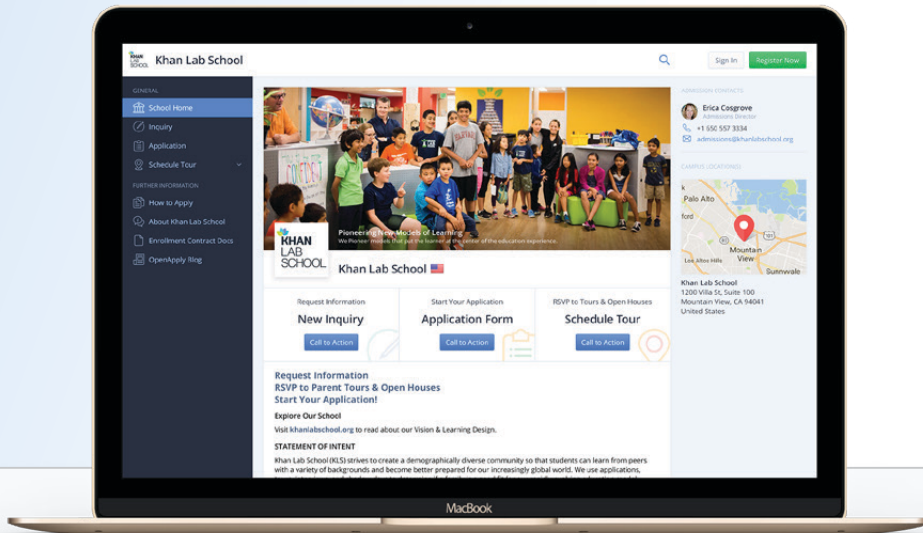 KHAN
LAB
SCHOOL
Khan Lab School
Sign In
Register Now
GENERAL
School Home
Inquiry
Application
Schedule Tour
FURTHER INFORMATION
How to Apply
About Khan Lab School
Enrollment Contract Docs
OpenApply Blog
Pioneering New Models of Learning
We Pioneer models that put the learner at the center of the education experience.
KHAN
LAB
SCHOOL
Khan Lab School
Request Information
New Inquiry
Call to Action
Start Your Application
Application Form
Call to Action
RSVP to Tours & Open Houses
Schedule Tour
Call to Action
Request Information
RSVP to Parent Tours & Open Houses
Start Your Application!
Explore Our School
Visit khanlabschool.org to read about our Vision & Learning Design.
STATEMENT OF INTENT
Khan Lab School (KLS) strives to create a demographically diverse community so that students can learn from peers
with a variety of backgrounds and become better prepared for our increasingly global world. We use applications,
ADMISSION CONTACTS
Erica Cosgrove
Admissions Director
+1 650 557 3334
admissions@khanlabschool.org
CAMPUS LOCATION(S)
Palo Alto
ford
Mountain
View
Los Altos Hills
Sunnyvale
Khan Lab School
1200 Villa St, Suite 100
Mountain View, CA 94041
United States
MacBook